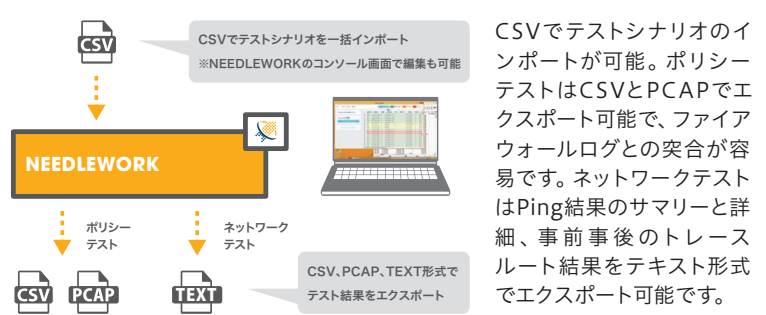 CSV
CSVでテストシナリオを一括インポート
※NEEDLEWORKのコンソール画面で編集も可能
NEEDLEWORK
ポリシー
テスト
ネットワーク
テスト
CSV
PCAP
TEXT
CSV、PCAP、TEXT形式で
テスト結果をエクスポート
CSVでテストシナリオのイ
ンポートが可能。ポリシー
テストはCSVとPCAPでエ
クスポート可能で、ファイア
ウォールログとの突合が容
易です。ネットワークテスト
はPing結果のサマリーと詳
細、事前事後のトレース
ルート結果をテキスト形式
でエクスポート可能です。